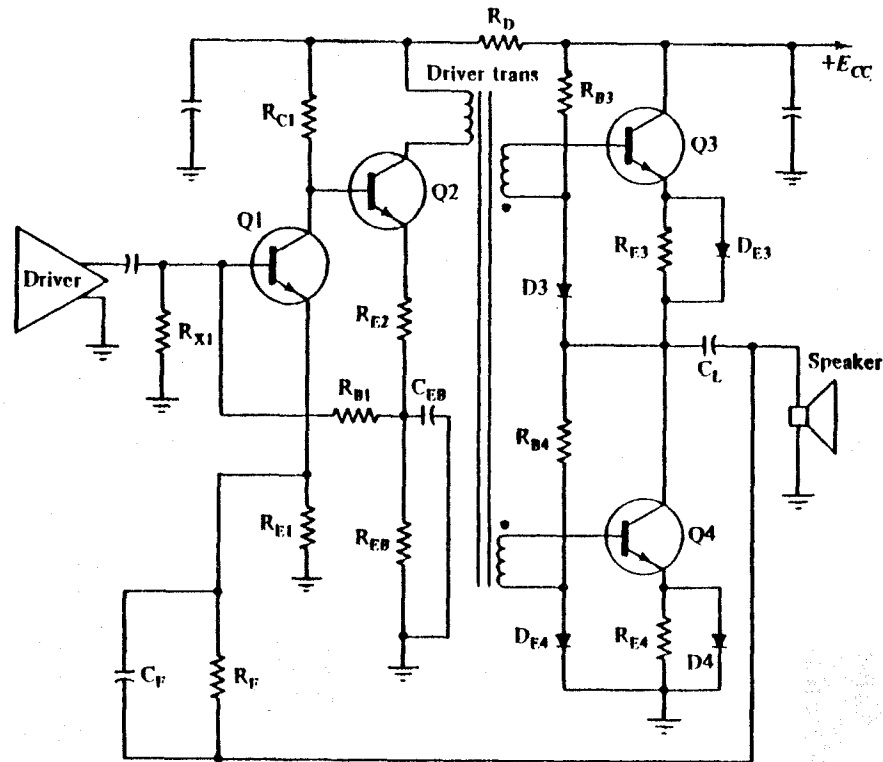 R_D
+E_CC
Driver trans
R_B3
R_C1
Q3
Q2
Q1
R_E3
D_E3
D3
Driver
R_X1
R_E2
Speaker
C_L
R_B1
C_EB
R_B4
R_E1
R_EB
Q4
D_E4
R_E4
D4
C_F
R_F